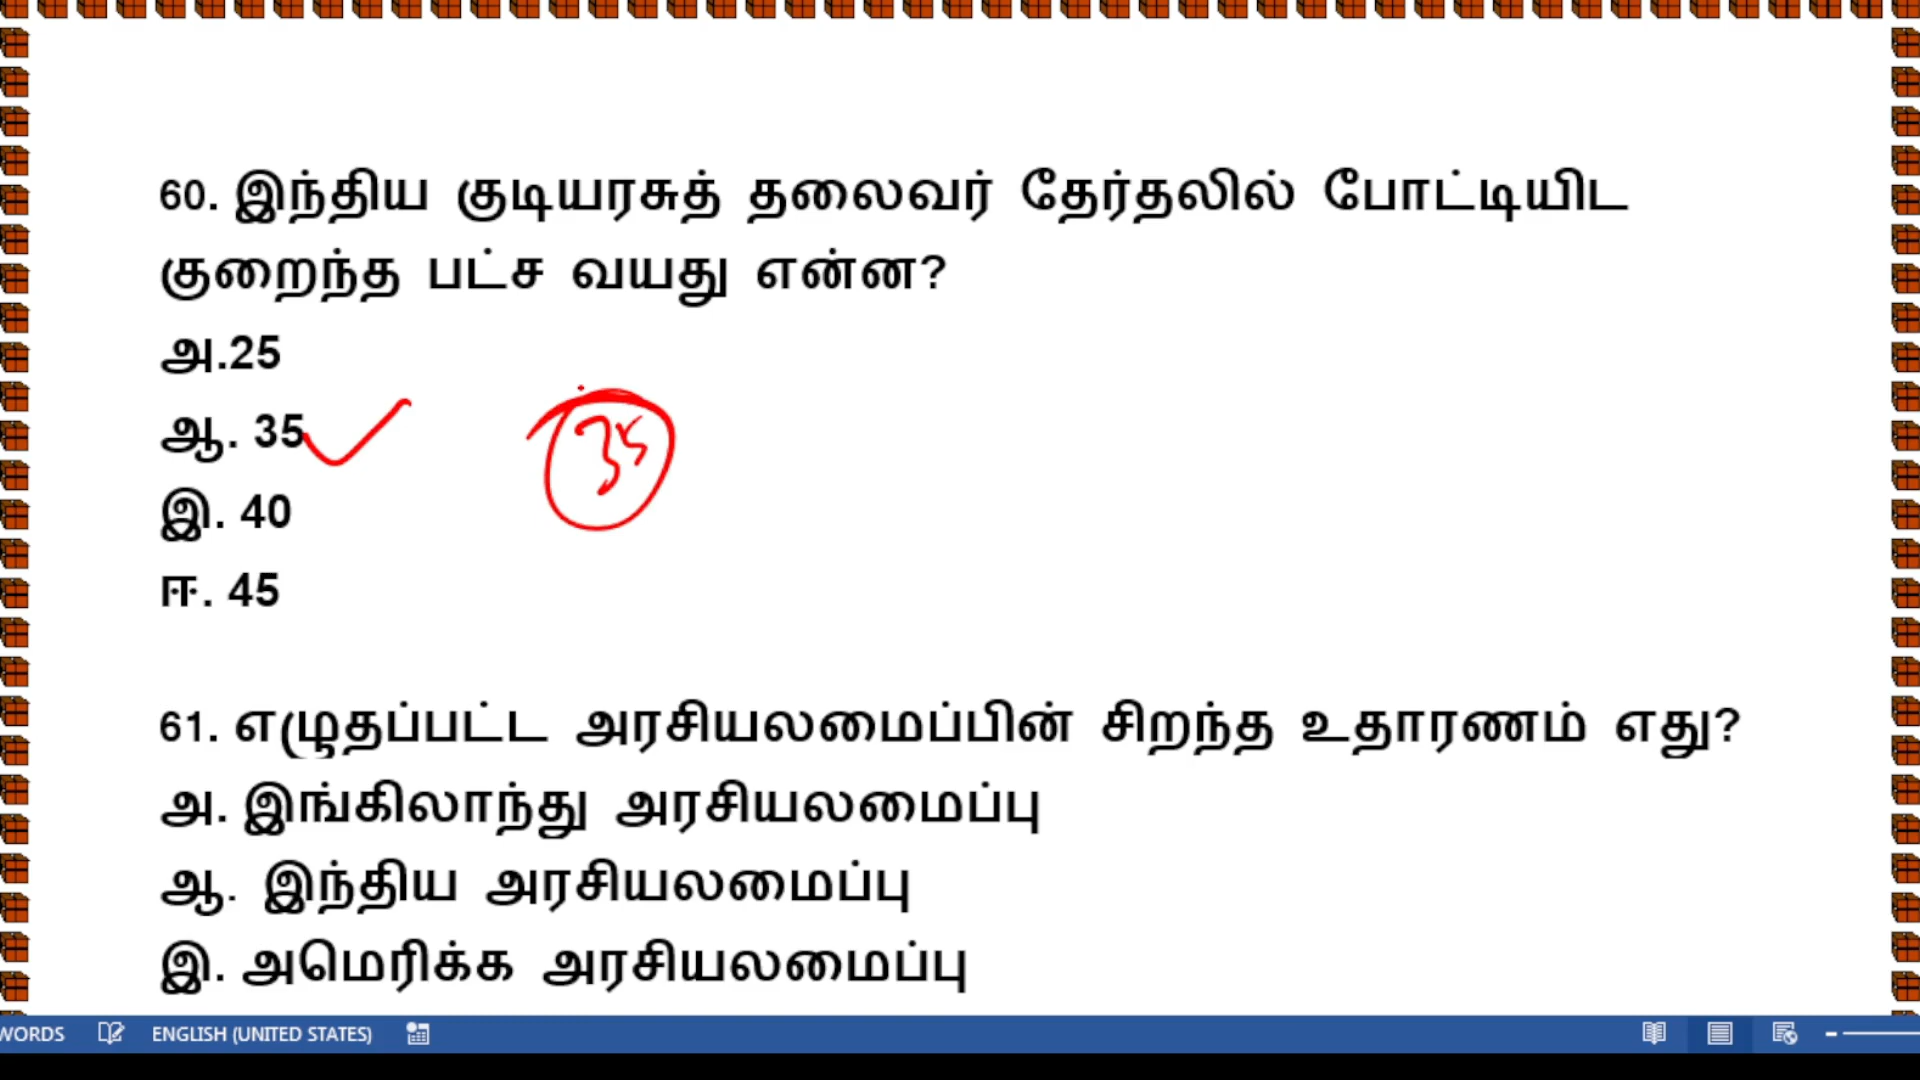 60. இந்திய குடியரசுத் தலைவர் தேர்தலில் போட்டியிட
குறைந்த பட்ச வயது என்ன?
அ.25
ஆ. 35
35
இ. 40
ஈ. 45
61. எழுதப்பட்ட அரசியலமைப்பின் சிறந்த உதாரணம் எது?
அ. இங்கிலாந்து அரசியலமைப்பு
ஆ. இந்திய அரசியலமைப்பு
இ. அமெரிக்க அரசியலமைப்பு
WORDS ENGLISH (UNITED STATES)